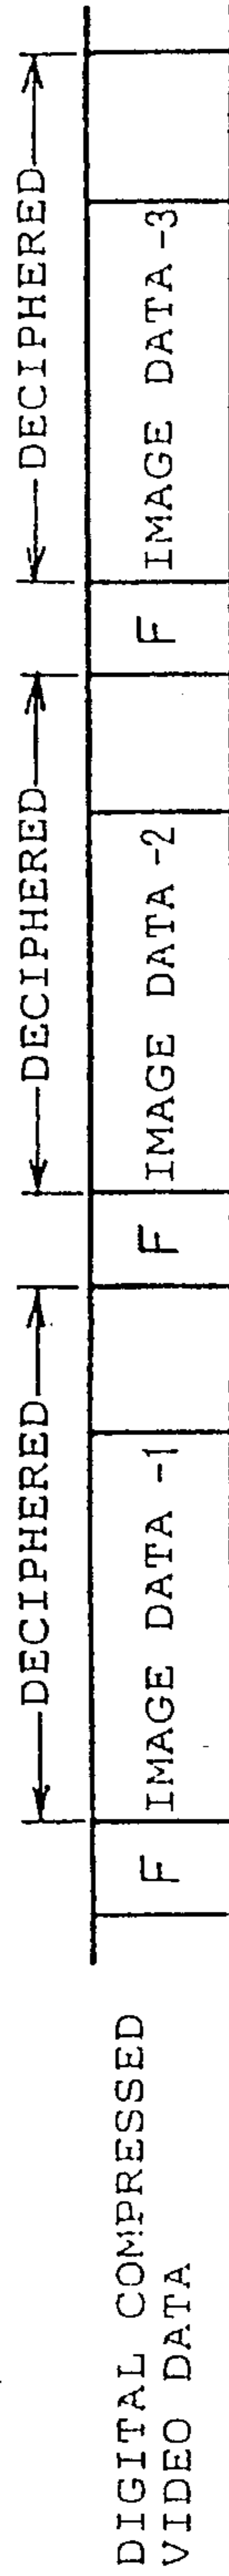 DECIPHERED DECIPHERED DECIPHERED
DIGITAL COMPRESSED
VIDEO DATA
F IMAGE DATA -1 F IMAGE DATA -2 F IMAGE DATA -3